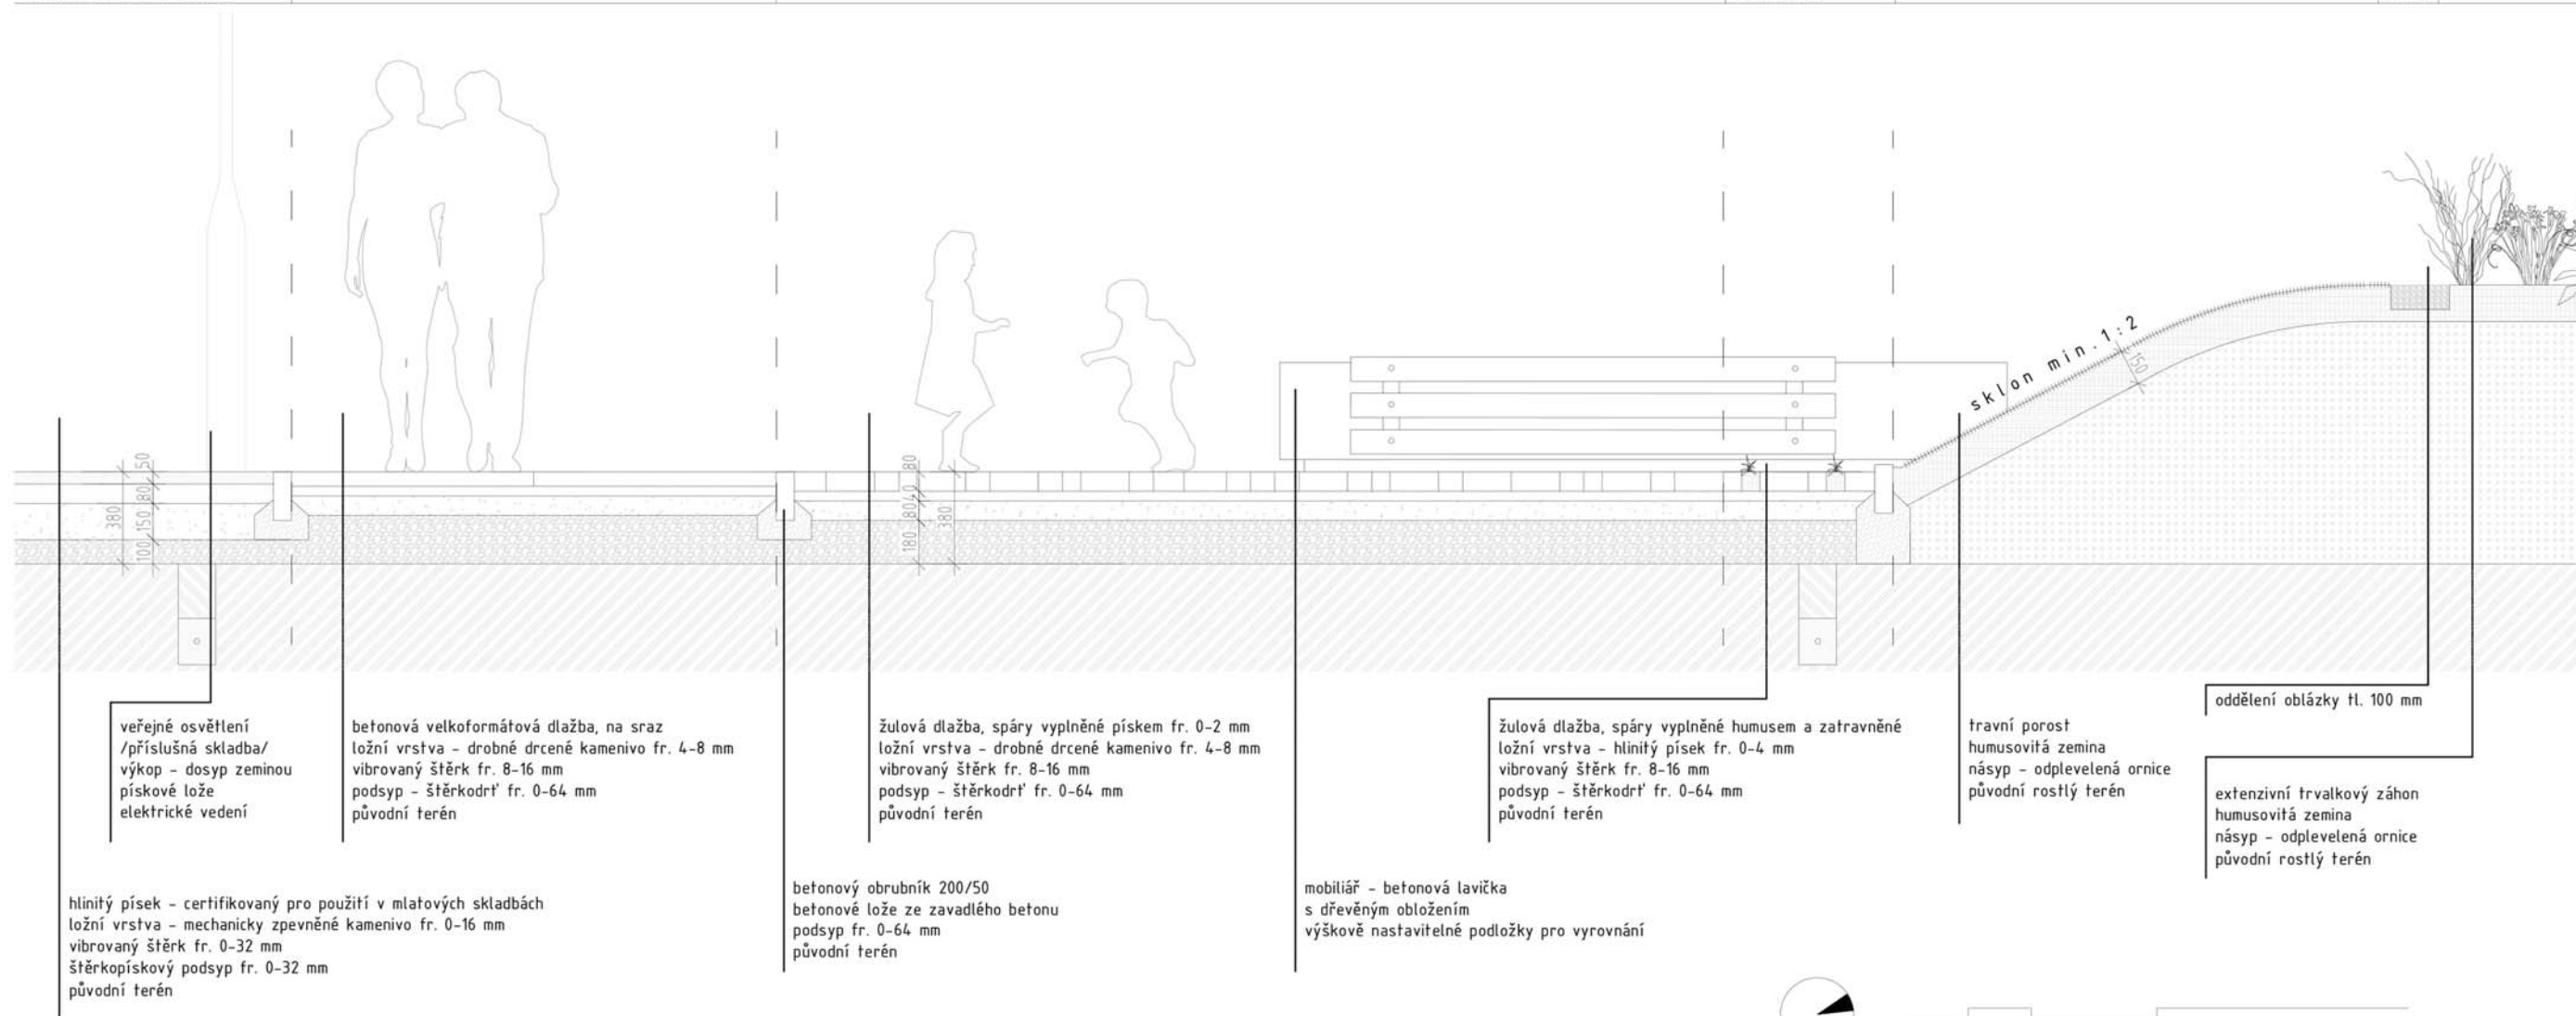 sklon min.1:2
150
50
80
150
100
380
80
40
80
180
380
veřejné osvětlení
/příslušná skladba/
výkop - dosyp zeminou
pískové lože
elektrické vedení
betonová velkoformátová dlažba, na sraz
ložní vrstva - drobné drcené kamenivo fr. 4-8 mm
vibrovaný štěrk fr. 8-16 mm
podsyp - štěrkodrť fr. 0-64 mm
původní terén
žulová dlažba, spáry vyplněné pískem fr. 0-2 mm
ložní vrstva - drobné drcené kamenivo fr. 4-8 mm
vibrovaný štěrk fr. 8-16 mm
podsyp - štěrkodrť fr. 0-64 mm
původní terén
žulová dlažba, spáry vyplněné humusem a zatravněné
ložní vrstva - hlinitý písek fr. 0-4 mm
vibrovaný štěrk fr. 8-16 mm
podsyp - štěrkodrť fr. 0-64 mm
původní terén
travní porost
humusovitá zemina
násyp - odplevelená ornice
původní rostlý terén
oddělení oblázky tl. 100 mm
extenzivní trvalkový záhon
humusovitá zemina
násyp - odplevelená ornice
původní rostlý terén
hlinitý písek - certifikovaný pro použití v mlatových skladbách
ložní vrstva - mechanicky zpevněné kamenivo fr. 0-16 mm
vibrovaný štěrk fr. 0-32 mm
štěrkopískový podsyp fr. 0-32 mm
původní terén
betonový obrubník 200/50
betonové lože ze zavadlého betonu
podsyp fr. 0-64 mm
původní terén
mobiliář - betonová lavička
s dřevěným obložením
výškově nastavitelné podložky pro vyrovnání